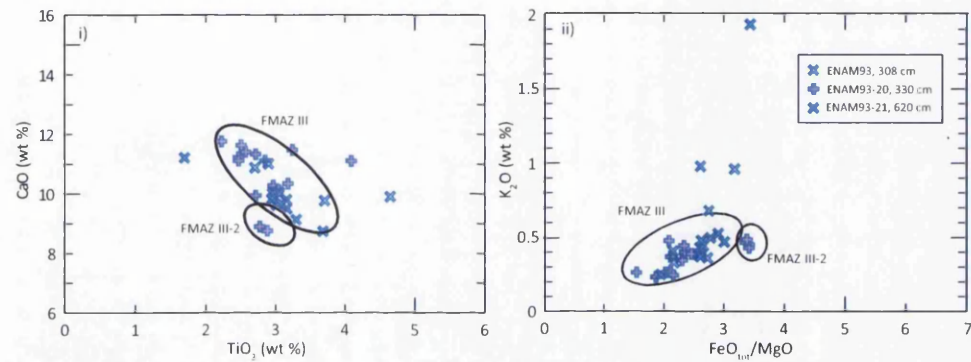 i)
16
14
12
10
8
6
CaO (wt %)
FMAZ III
FMAZ III-2
0 1 2 3 4 5 6
TiO₂ (wt %)
ii)
2
1.5
1
0.5
0
K₂O (wt %)
ENAM93, 308 cm
ENAM93-20, 330 cm
ENAM93-21, 620 cm
FMAZ III
FMAZ III-2
0 1 2 3 4 5 6 7
FeOₜₒₜ/MgO